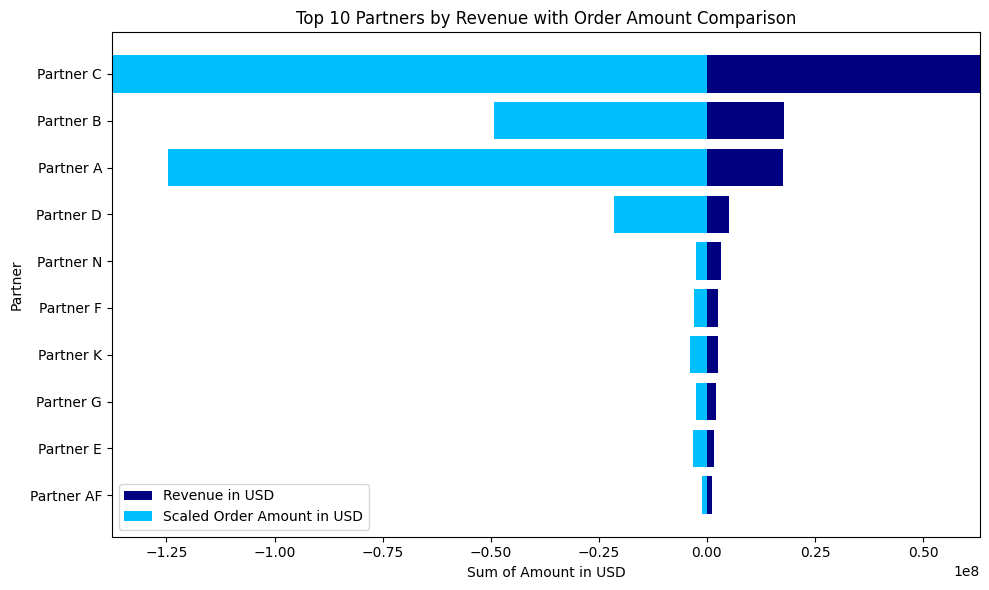 Top 10 Partners by Revenue with Order Amount Comparison
Partner C
Partner B
Partner A
Partner D
Partner N
Partner F
Partner K
Partner G
Partner E
Partner AF
Partner
Revenue in USD
Scaled Order Amount in USD
−1.25 −1.00 −0.75 −0.50 −0.25 0.00 0.25 0.50
Sum of Amount in USD
1e8